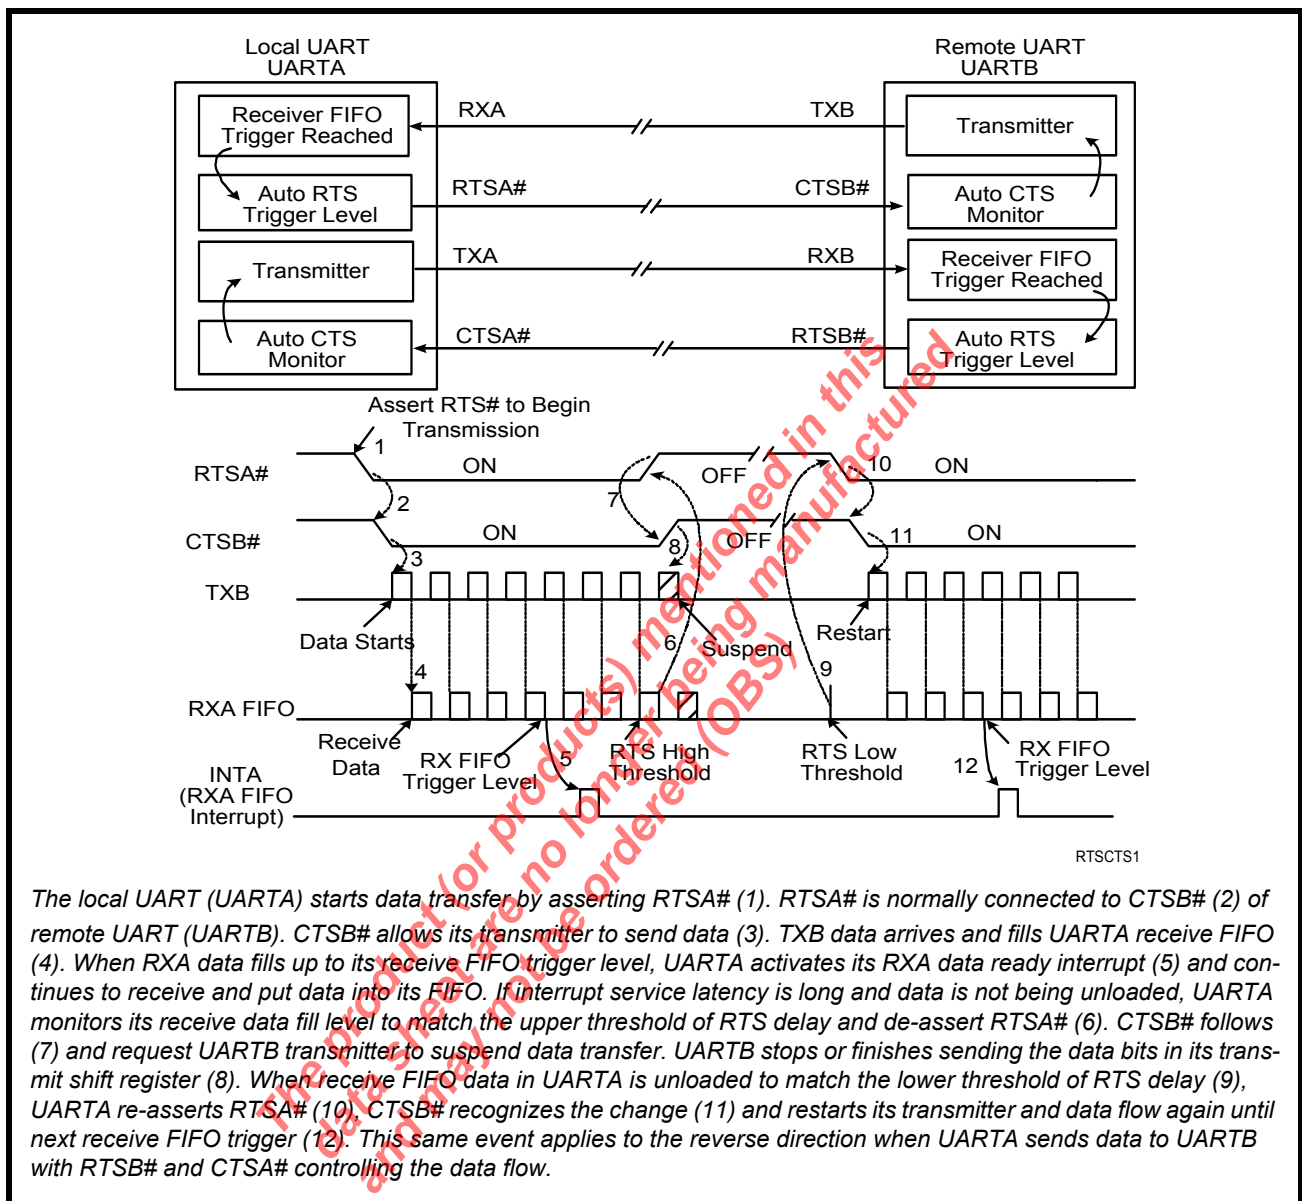 Local UART
UARTA
Remote UART
UARTB
Receiver FIFO
Trigger Reached
RXA
TXB
Transmitter
Auto RTS
Trigger Level
RTSA#
CTSB#
Auto CTS
Monitor
Transmitter
TXA
RXB
Receiver FIFO
Trigger Reached
Auto CTS
Monitor
CTSA#
RTSB#
Auto RTS
Trigger Level
Assert RTS# to Begin
Transmission
RTSA#
1
ON
OFF
10
ON
2
7
CTSB#
ON
OFF
11
ON
3
8
TXB
Data Starts
Suspend
Restart
4
6
9
RXA FIFO
Receive
Data
RX FIFO
Trigger Level
5
RTS High
Threshold
RTS Low
Threshold
12
RX FIFO
Trigger Level
INTA
(RXA FIFO
Interrupt)
RTSCTS1
The local UART (UARTA) starts data transfer by asserting RTSA# (1). RTSA# is normally connected to CTSB# (2) of
remote UART (UARTB). CTSB# allows its transmitter to send data (3). TXB data arrives and fills UARTA receive FIFO
(4). When RXA data fills up to its receive FIFO trigger level, UARTA activates its RXA data ready interrupt (5) and con-
tinues to receive and put data into its FIFO. If interrupt service latency is long and data is not being unloaded, UARTA
monitors its receive data fill level to match the upper threshold of RTS delay and de-assert RTSA# (6). CTSB# follows
(7) and request UARTB transmitter to suspend data transfer. UARTB stops or finishes sending the data bits in its trans-
mit shift register (8). When receive FIFO data in UARTA is unloaded to match the lower threshold of RTS delay (9),
UARTA re-asserts RTSA# (10), CTSB# recognizes the change (11) and restarts its transmitter and data flow again until
next receive FIFO trigger (12). This same event applies to the reverse direction when UARTA sends data to UARTB
with RTSB# and CTSA# controlling the data flow.
The product (or products) mentioned in this
data sheet are no longer being manufactured
and may not be ordered (OBS)